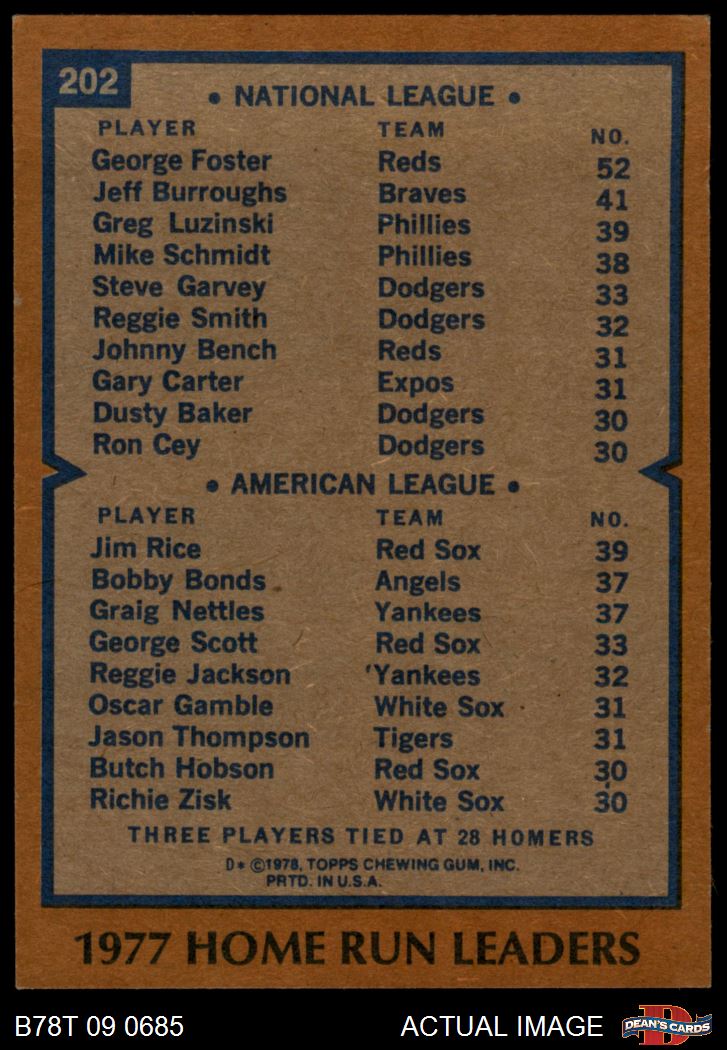 202
• NATIONAL LEAGUE •
PLAYER TEAM NO.
George Foster Reds 52
Jeff Burroughs Braves 41
Greg Luzinski Phillies 39
Mike Schmidt Phillies 38
Steve Garvey Dodgers 33
Reggie Smith Dodgers 32
Johnny Bench Reds 31
Gary Carter Expos 31
Dusty Baker Dodgers 30
Ron Cey Dodgers 30
• AMERICAN LEAGUE •
PLAYER TEAM NO.
Jim Rice Red Sox 39
Bobby Bonds Angels 37
Graig Nettles Yankees 37
George Scott Red Sox 33
Reggie Jackson Yankees 32
Oscar Gamble White Sox 31
Jason Thompson Tigers 31
Butch Hobson Red Sox 30
Richie Zisk White Sox 30
THREE PLAYERS TIED AT 28 HOMERS
D* ©1978, TOPPS CHEWING GUM, INC.
PRTD. IN U.S.A.
1977 HOME RUN LEADERS
B78T 09 0685 ACTUAL IMAGE D DEAN'S CARDS